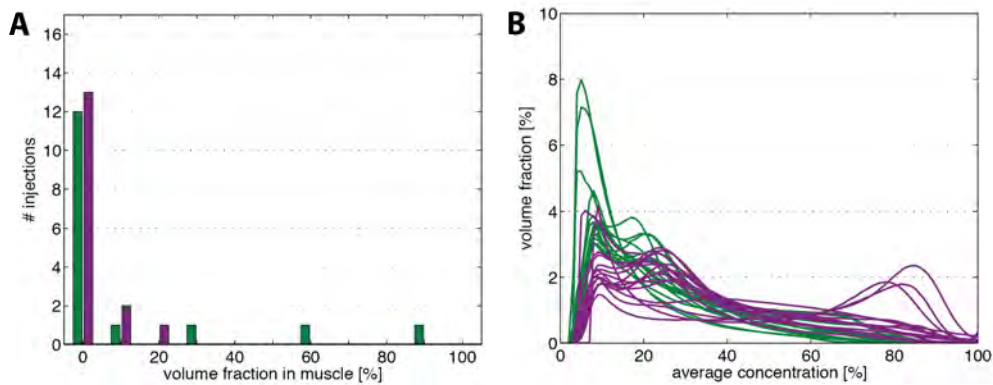 A
16
14
12
10
8
6
4
2
0
# injections
0 20 40 60 80 100
volume fraction in muscle [%]
B
10
8
6
4
2
0
volume fraction [%]
0 20 40 60 80 100
average concentration [%]